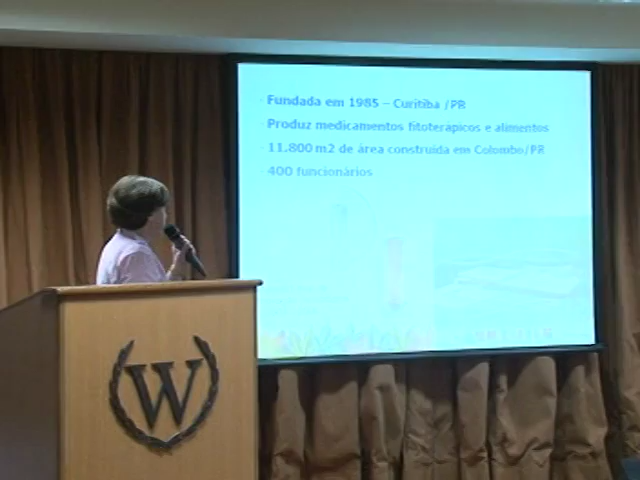 · Fundada em 1985 – Curitiba /PR
· Produz medicamentos fitoterápicos e alimentos
· 11.800 m2 de área construída em Colombo/PR
· 400 funcionários
W